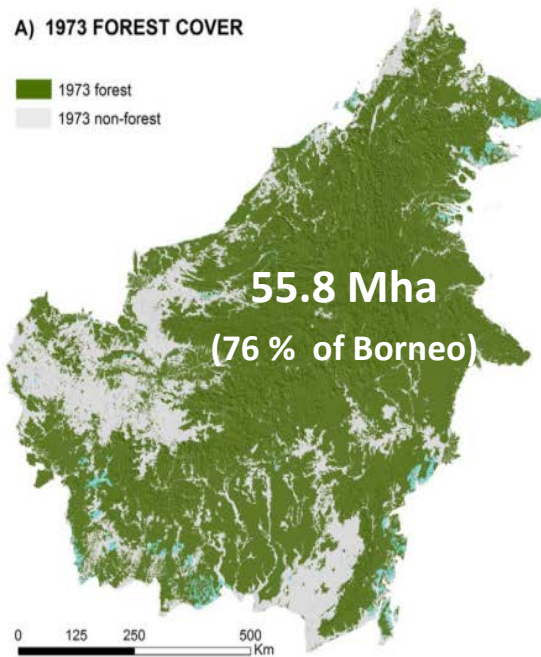 A) 1973 FOREST COVER
1973 forest
1973 non-forest
55.8 Mha
(76 % of Borneo)
0 125 250 500
Km